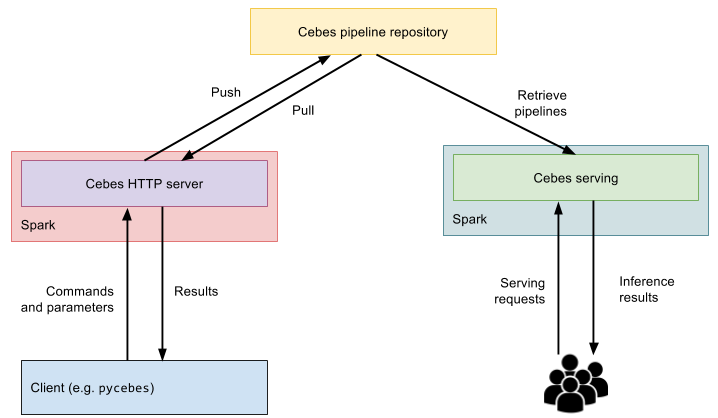 Cebes pipeline repository
Push
Pull
Retrieve
pipelines
Cebes HTTP server
Spark
Cebes serving
Spark
Commands
and parameters
Results
Serving
requests
Inference
results
Client (e.g. pycebes)